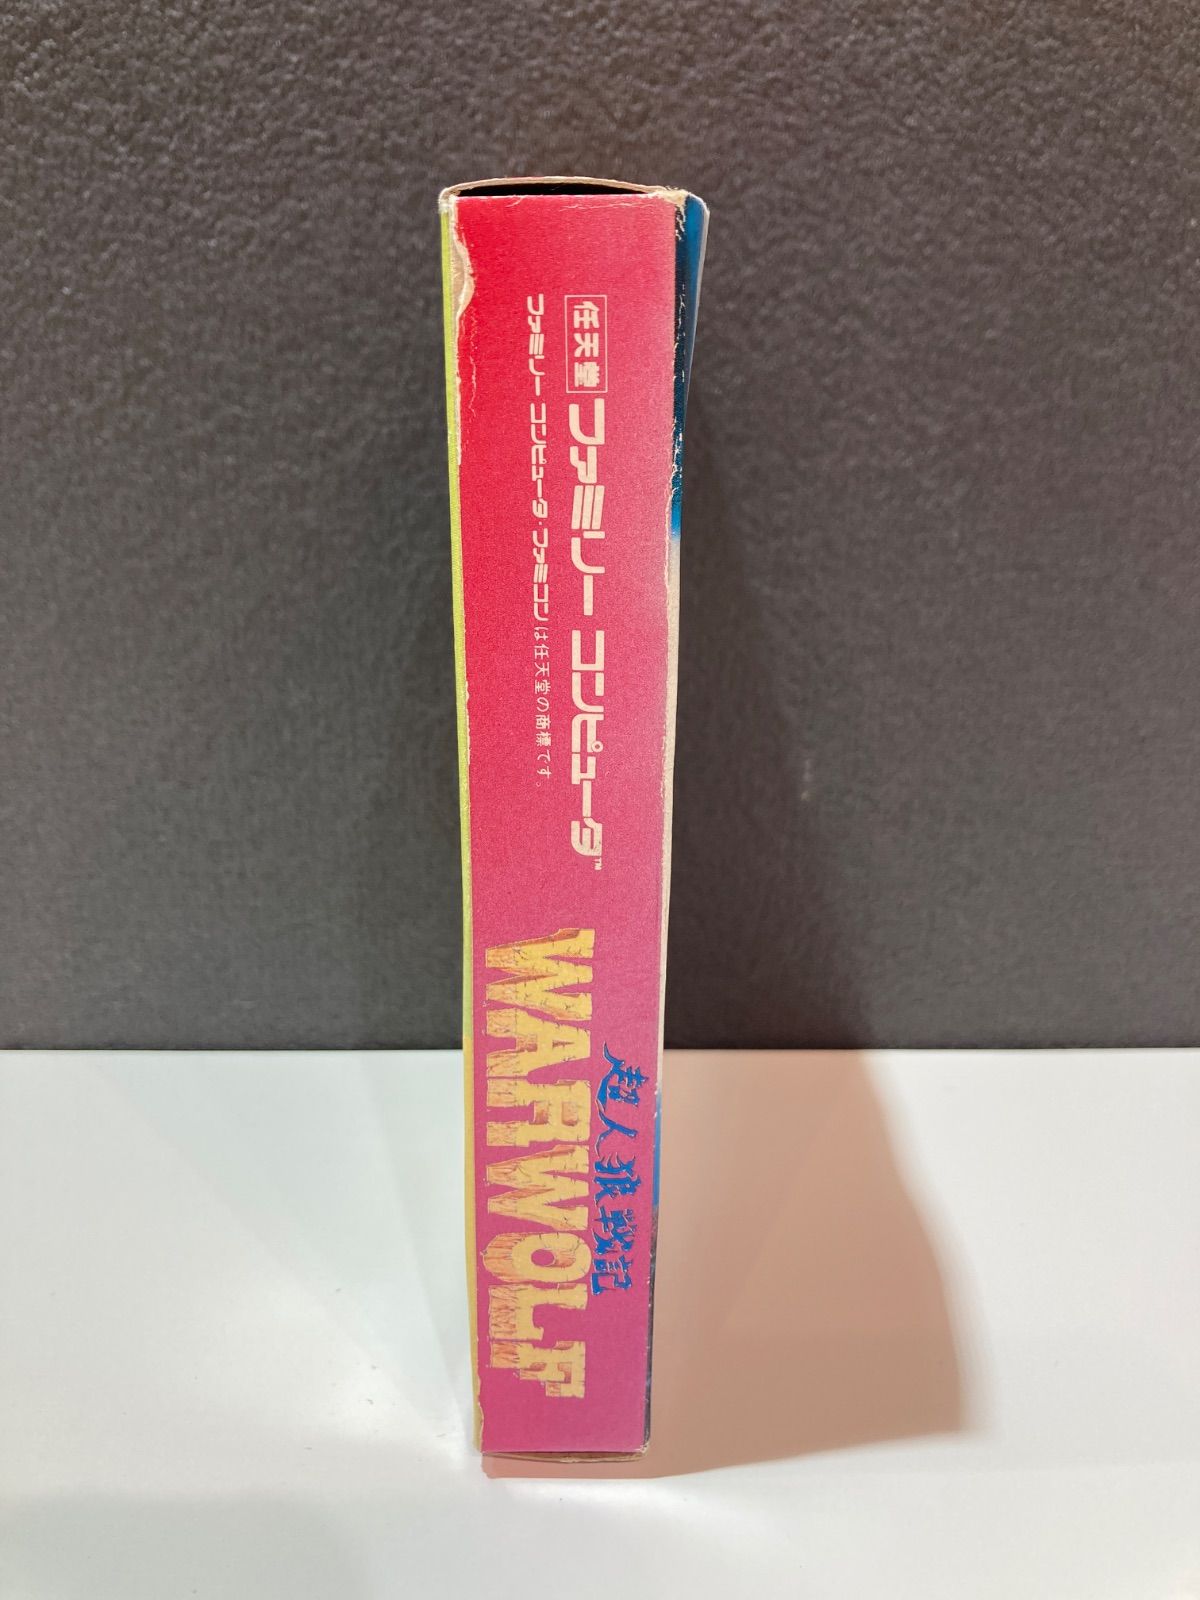 任天堂 ファミリー コンピュータ™
ファミリー コンピュータ・ファミコンは任天堂の商標です。
超人狼戦記
WARWOLF